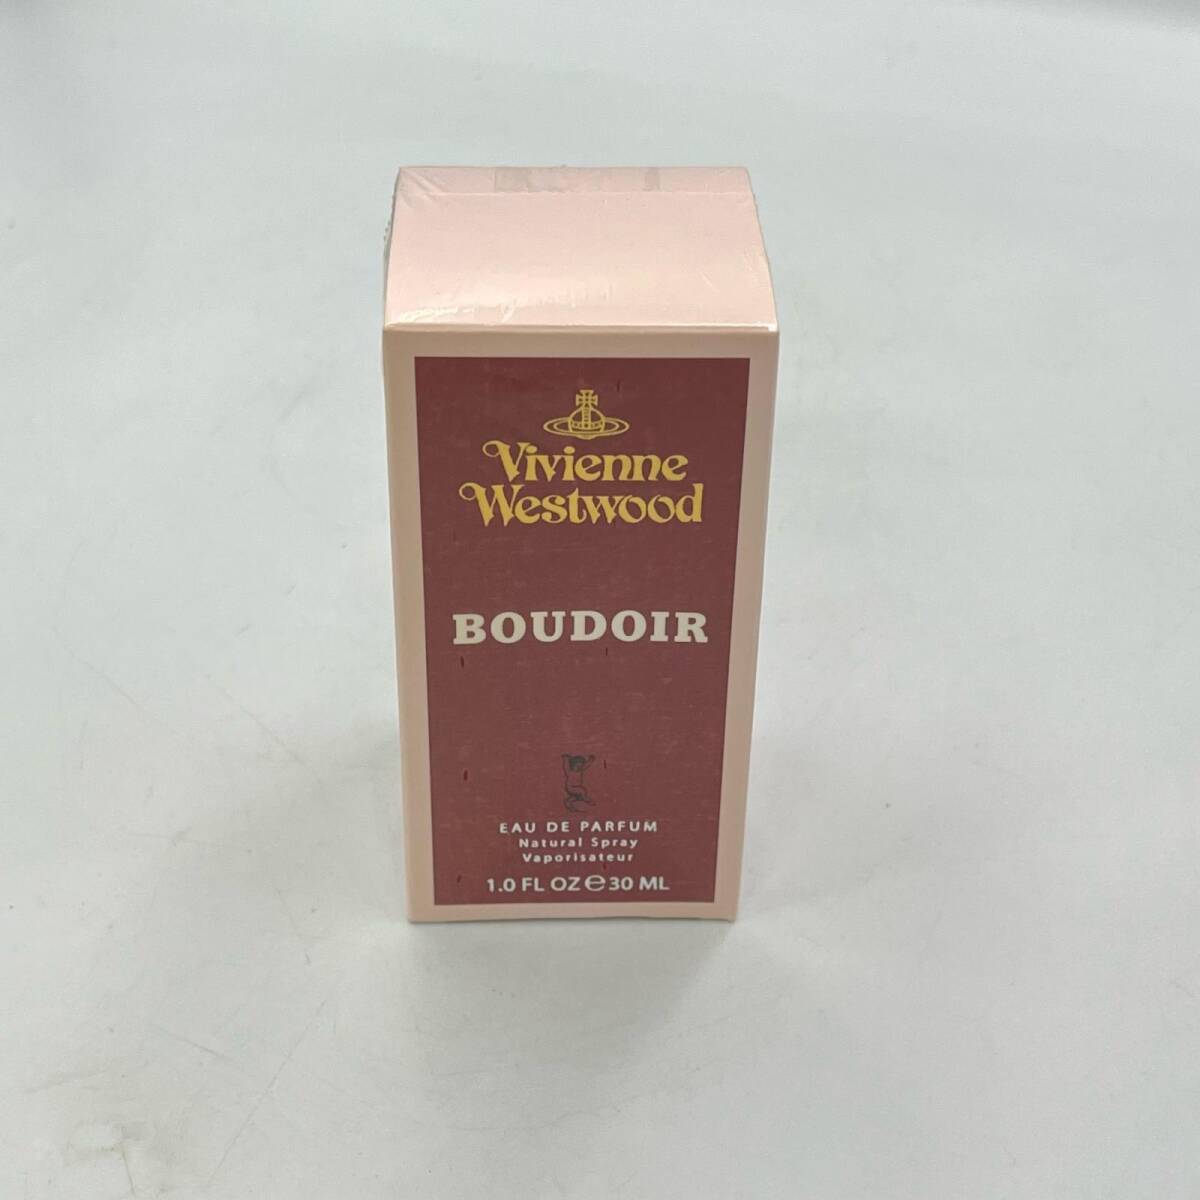 Vivienne
Westwood
BOUDOIR
EAU DE PARFUM
Natural Spray
Vaporisateur
1.0 FL OZ ℮ 30 ML